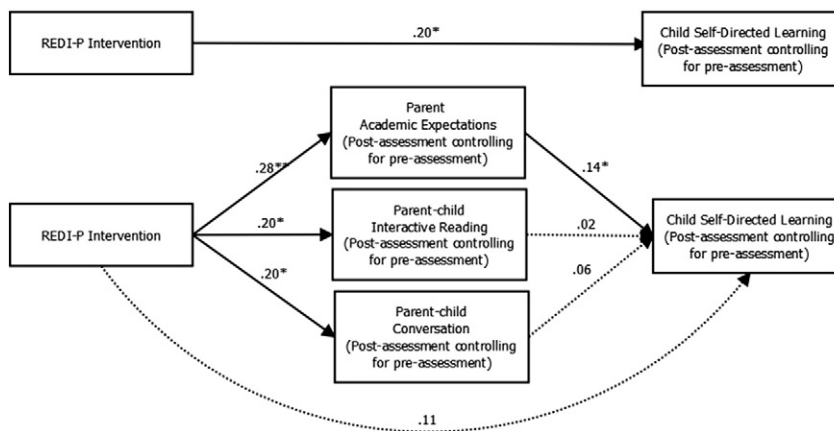 REDI-P Intervention
.20*
Child Self-Directed Learning
(Post-assessment controlling
for pre-assessment)
Parent
Academic Expectations
(Post-assessment controlling
for pre-assessment)
.28**
.14*
REDI-P Intervention
.20*
Parent-child
Interactive Reading
(Post-assessment controlling
for pre-assessment)
.02
Child Self-Directed Learning
(Post-assessment controlling
for pre-assessment)
.20*
.06
Parent-child
Conversation
(Post-assessment controlling
for pre-assessment)
.11